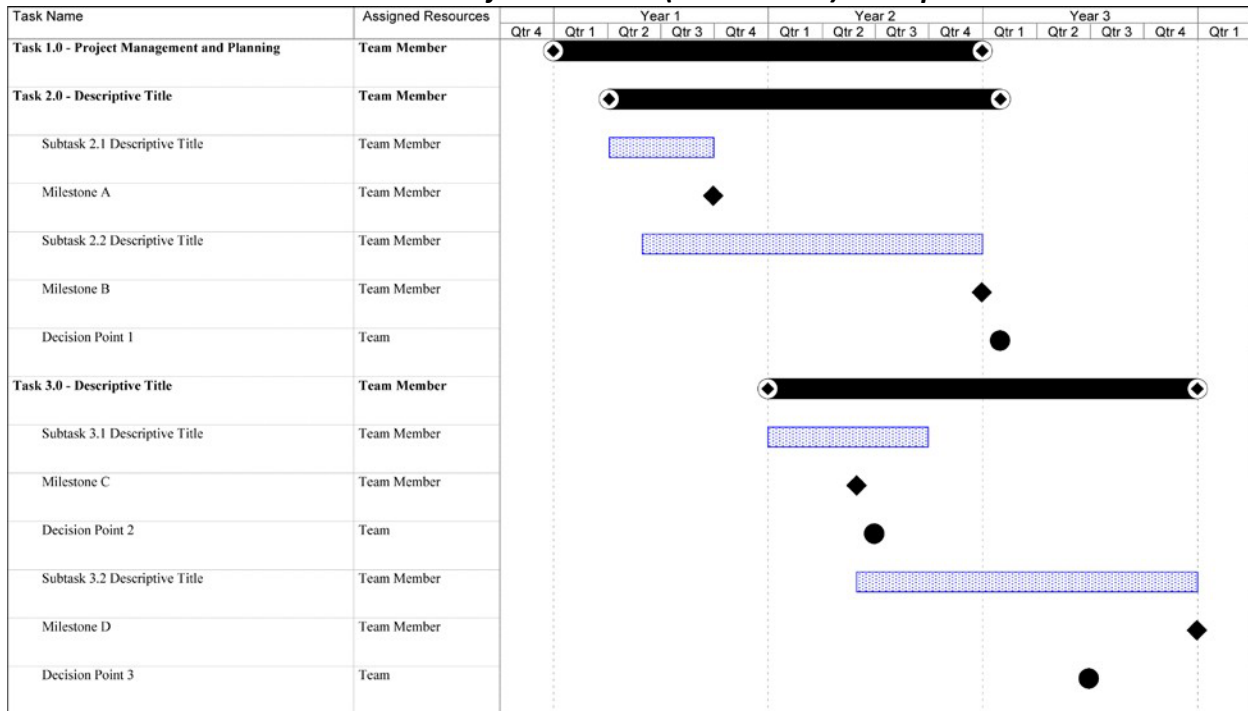 Task Name Assigned Resources Year 1 Year 2 Year 3
Qtr 4 Qtr 1 Qtr 2 Qtr 3 Qtr 4 Qtr 1 Qtr 2 Qtr 3 Qtr 4 Qtr 1 Qtr 2 Qtr 3 Qtr 4 Qtr 1
Task 1.0 - Project Management and Planning Team Member
Task 2.0 - Descriptive Title Team Member
Subtask 2.1 Descriptive Title Team Member
Milestone A Team Member
Subtask 2.2 Descriptive Title Team Member
Milestone B Team Member
Decision Point 1 Team
Task 3.0 - Descriptive Title Team Member
Subtask 3.1 Descriptive Title Team Member
Milestone C Team Member
Decision Point 2 Team
Subtask 3.2 Descriptive Title Team Member
Milestone D Team Member
Decision Point 3 Team